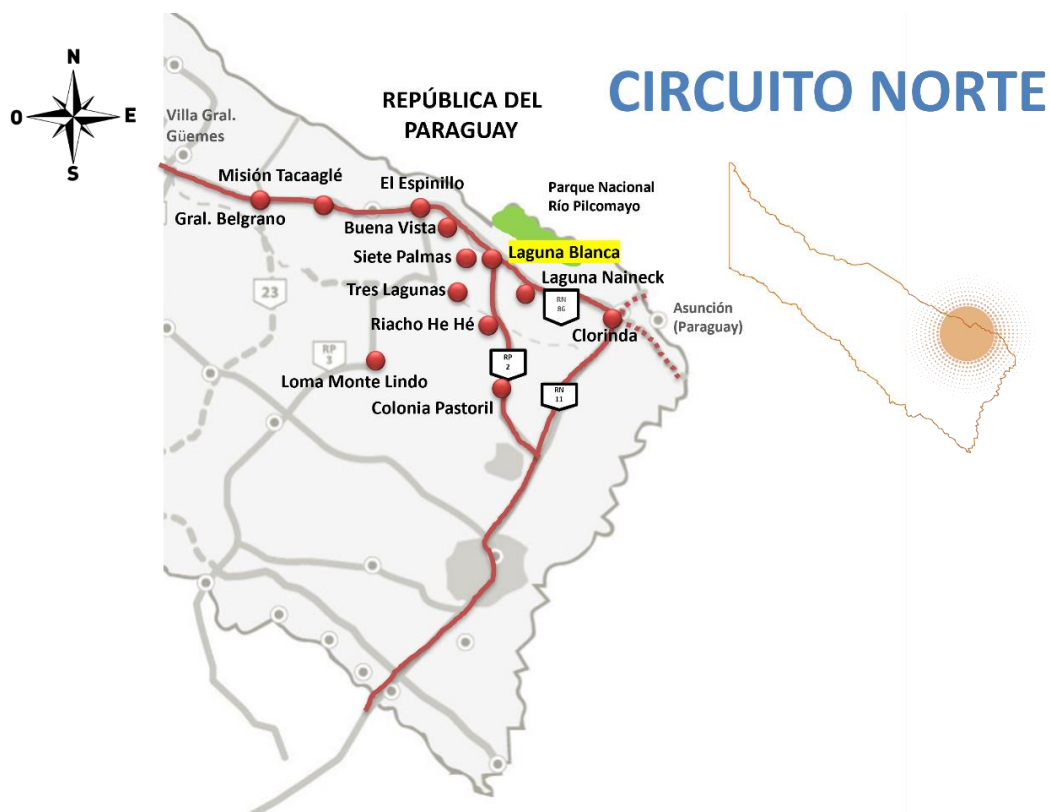 CIRCUITO NORTE
N
O
E
S
REPÚBLICA DEL
PARAGUAY
Villa Gral.
Güemes
Misión Tacaaglé
El Espinillo
Parque Nacional
Río Pilcomayo
Gral. Belgrano
Buena Vista
Siete Palmas
Laguna Blanca
Laguna Naineck
Tres Lagunas
23
RN
86
Asunción
(Paraguay)
Riacho He Hé
Clorinda
RP
3
RP
2
Loma Monte Lindo
RN
11
Colonia Pastoril